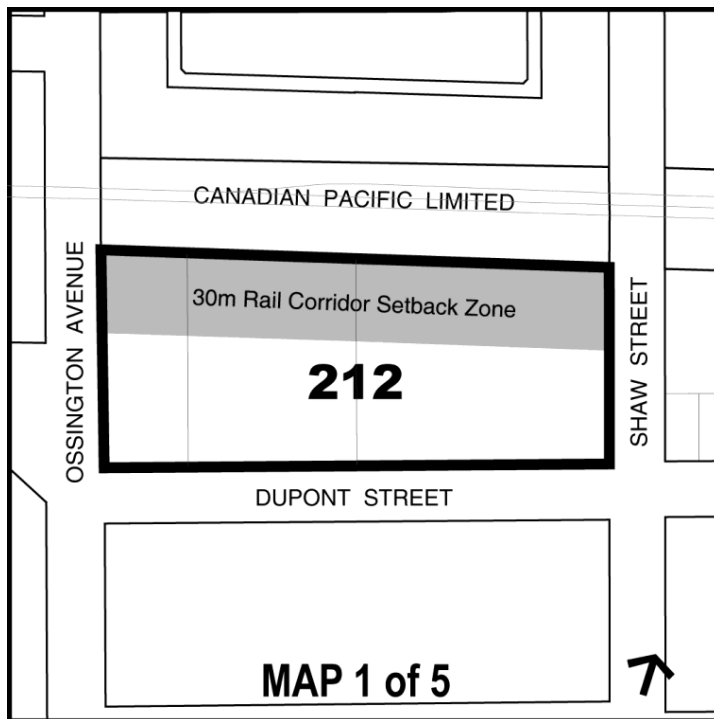 CANADIAN PACIFIC LIMITED
OSSINGTON AVENUE
30m Rail Corridor Setback Zone
SHAW STREET
212
DUPONT STREET
MAP 1 of 5